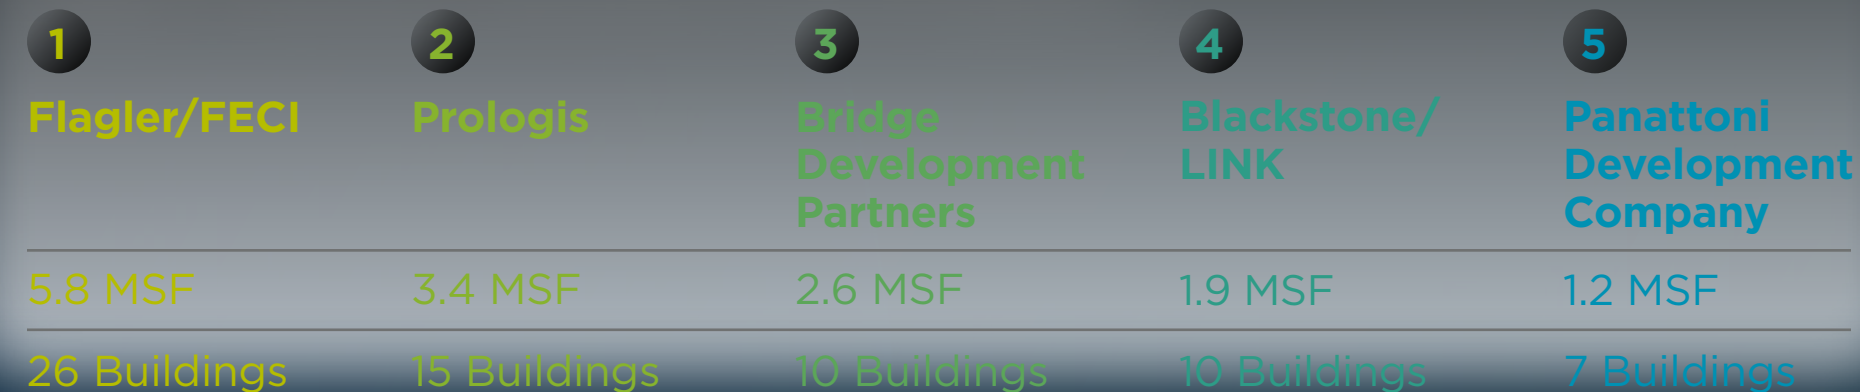 1 2 3 4 5
Flagler/FECI Prologis Bridge Blackstone/ Panattoni
Development LINK Development
Partners Company
5.8 MSF 3.4 MSF 2.6 MSF 1.9 MSF 1.2 MSF
26 Buildings 15 Buildings 10 Buildings 10 Buildings 7 Buildings